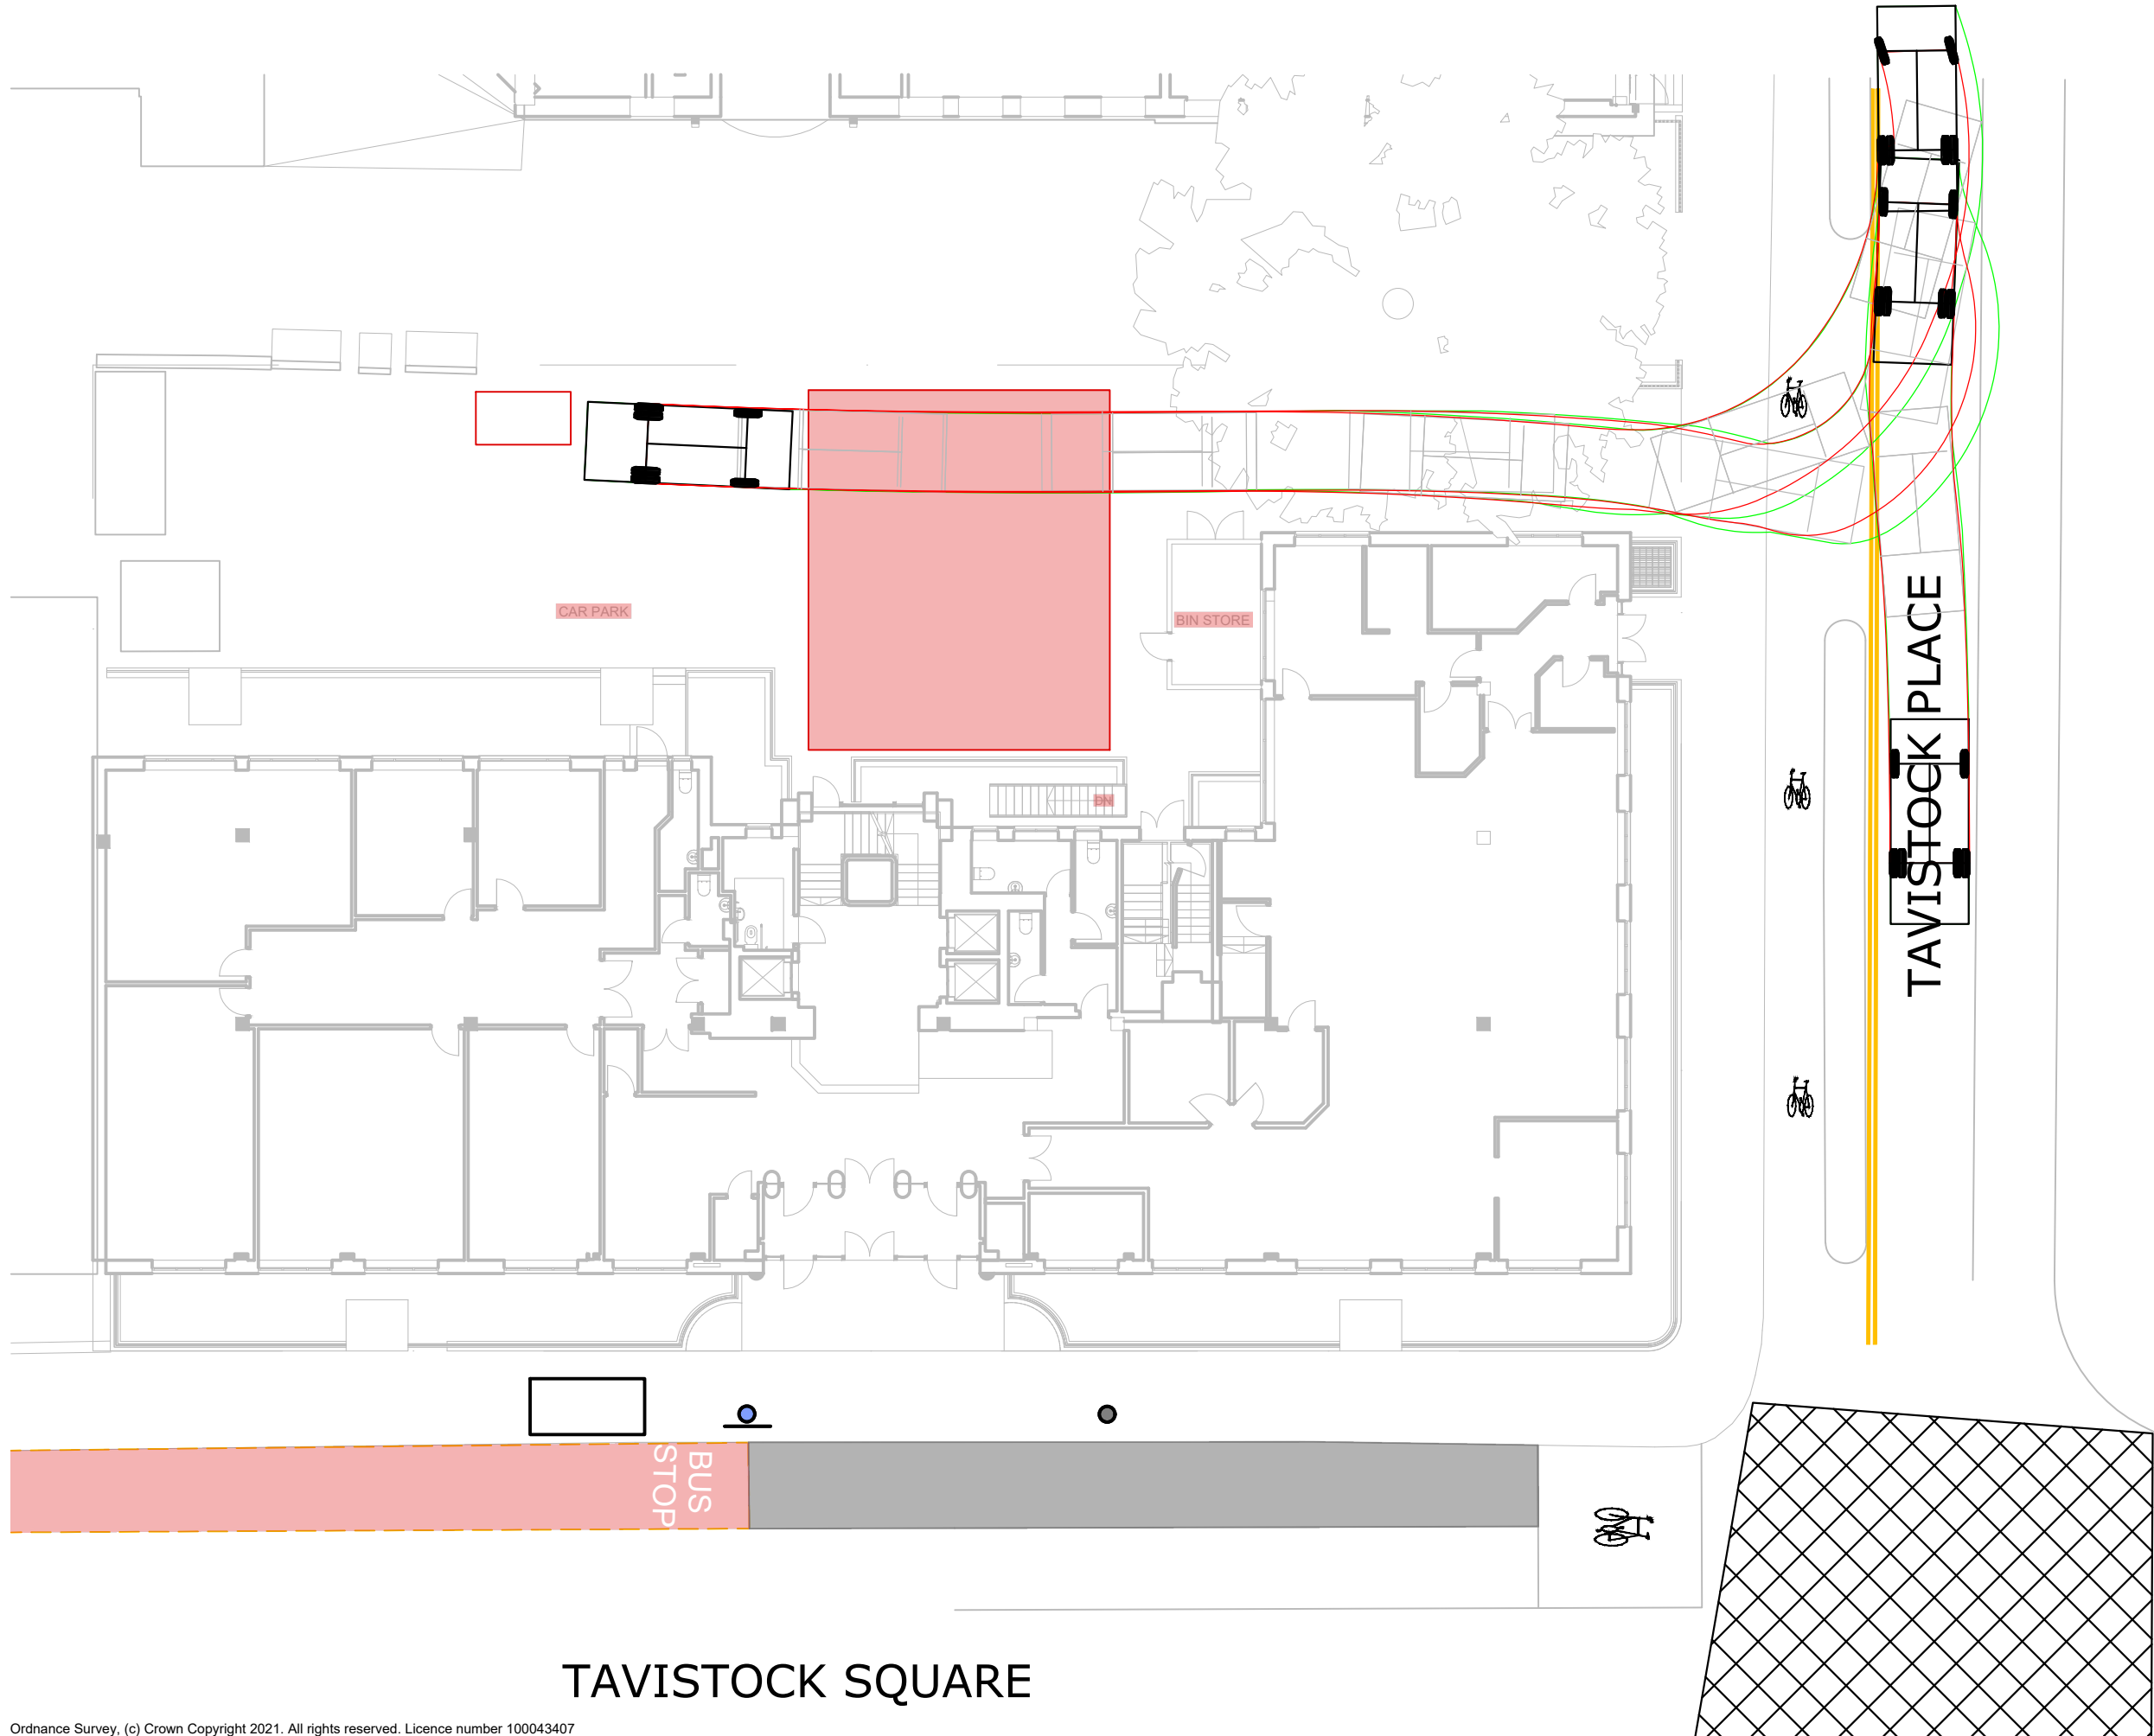 CAR PARK
BIN STORE
TAVISTOCK PLACE
DN
BUS
STOP
TAVISTOCK SQUARE
Ordnance Survey, (c) Crown Copyright 2021. All rights reserved. Licence number 100043407